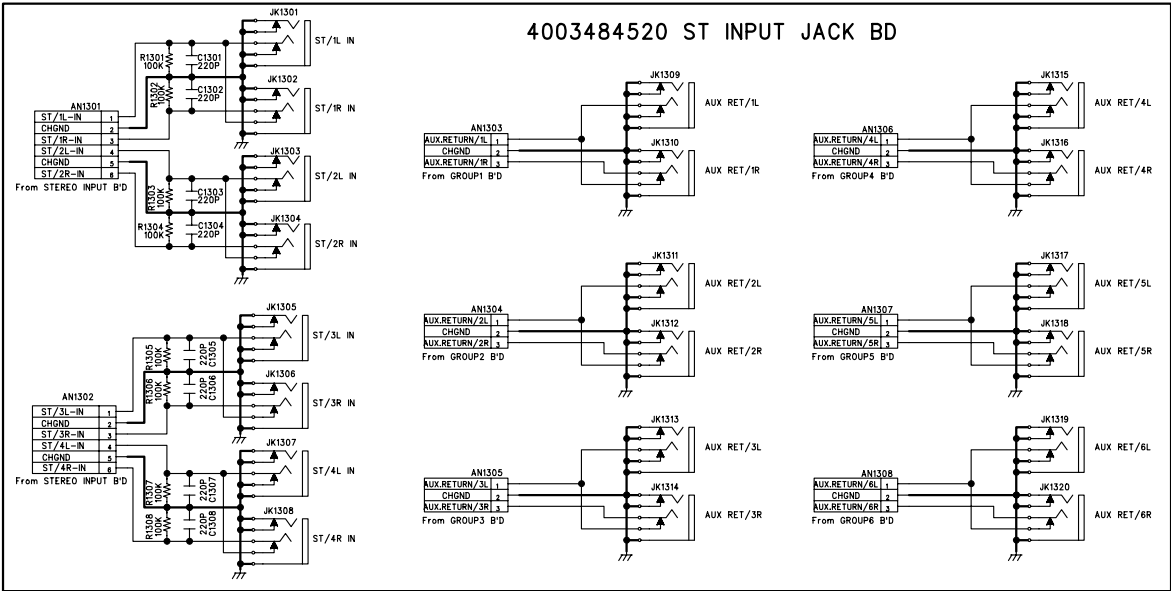 4003484520 ST INPUT JACK BD
JK1301
ST/1L IN
R1301
100K
C1301
220P
JK1302
R1302
100K
C1302
220P
ST/1R IN
AN1301
ST/1L-IN 1
CHGND 2
ST/1R-IN 3
ST/2L-IN 4
CHGND 5
ST/2R-IN 6
From STEREO INPUT B'D
JK1303
ST/2L IN
R1303
100K
C1303
220P
JK1304
R1304
100K
C1304
220P
ST/2R IN
JK1305
ST/3L IN
R1305
100K
220P
C1305
JK1306
R1306
100K
220P
C1306
ST/3R IN
AN1302
ST/3L-IN 1
CHGND 2
ST/3R-IN 3
ST/4L-IN 4
CHGND 5
ST/4R-IN 6
From STEREO INPUT B'D
JK1307
ST/4L IN
R1307
100K
220P
C1307
JK1308
R1308
100K
220P
C1308
ST/4R IN
JK1309
AUX RET/1L
AN1303
AUX.RETURN/1L 1
CHGND 2
AUX.RETURN/1R 3
From GROUP1 B'D
JK1310
AUX RET/1R
JK1311
AUX RET/2L
AN1304
AUX.RETURN/2L 1
CHGND 2
AUX.RETURN/2R 3
From GROUP2 B'D
JK1312
AUX RET/2R
JK1313
AUX RET/3L
AN1305
AUX.RETURN/3L 1
CHGND 2
AUX.RETURN/3R 3
From GROUP3 B'D
JK1314
AUX RET/3R
JK1315
AUX RET/4L
AN1306
AUX.RETURN/4L 1
CHGND 2
AUX.RETURN/4R 3
From GROUP4 B'D
JK1316
AUX RET/4R
JK1317
AUX RET/5L
AN1307
AUX.RETURN/5L 1
CHGND 2
AUX.RETURN/5R 3
From GROUP5 B'D
JK1318
AUX RET/5R
JK1319
AUX RET/6L
AN1308
AUX.RETURN/6L 1
CHGND 2
AUX.RETURN/6R 3
From GROUP6 B'D
JK1320
AUX RET/6R